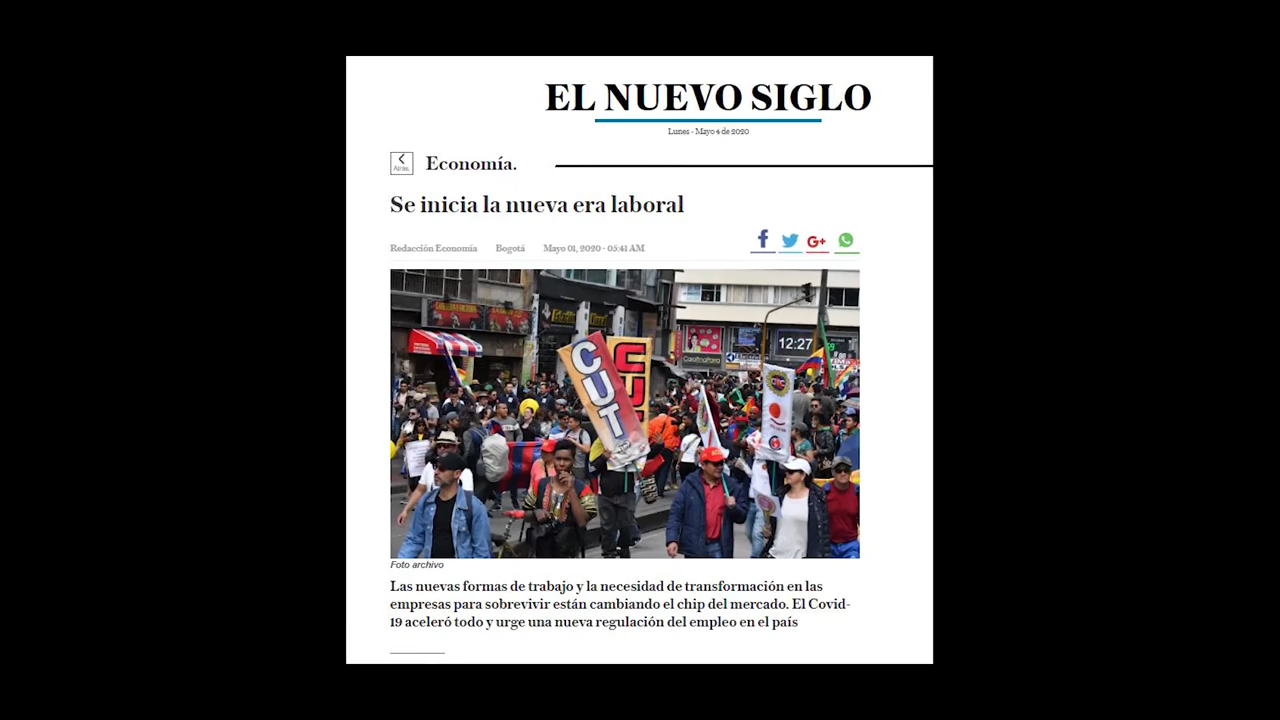 EL NUEVO SIGLO
Lunes - Mayo 4 de 2020
Atrás.
Economía.
Se inicia la nueva era laboral
Redacción Economía Bogotá Mayo 01, 2020 - 05:41 AM
12:27
CUT
CUT
Foto archivo
Las nuevas formas de trabajo y la necesidad de transformación en las
empresas para sobrevivir están cambiando el chip del mercado. El Covid-
19 aceleró todo y urge una nueva regulación del empleo en el país